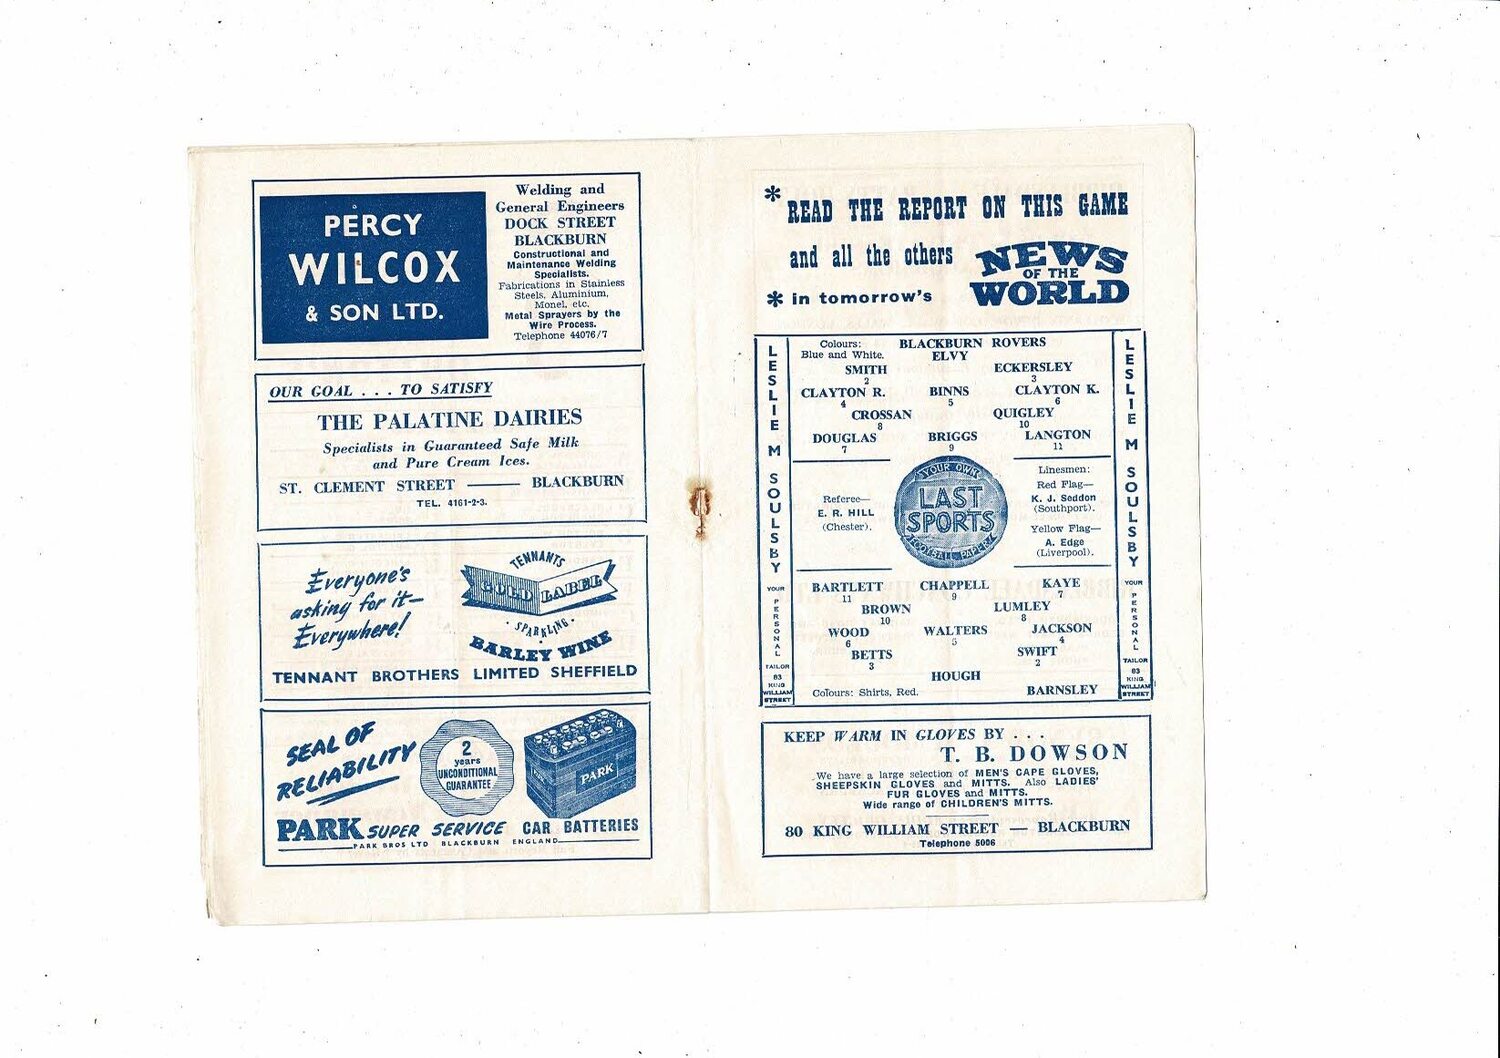 PERCY
WILCOX
& SON LTD.
Welding and
General Engineers
DOCK STREET
BLACKBURN
Constructional and
Maintenance Welding
Specialists.
Fabrications in Stainless
Steels, Aluminium,
Monel, etc.
Metal Sprayers by the
Wire Process.
Telephone 44076/7
OUR GOAL . . . TO SATISFY
THE PALATINE DAIRIES
Specialists in Guaranteed Safe Milk
and Pure Cream Ices.
ST. CLEMENT STREET —— BLACKBURN
TEL. 4161-2-3.
Everyone's
asking for it—
Everywhere!
TENNANTS
GOLD LABEL
· SPARKLING ·
BARLEY WINE
TENNANT BROTHERS LIMITED SHEFFIELD
SEAL OF
RELIABILITY
2
years
UNCONDITIONAL
GUARANTEE
PARK
PARK SUPER SERVICE CAR BATTERIES
PARK BROS LTD BLACKBURN ENGLAND
* READ THE REPORT ON THIS GAME
and all the others
* in tomorrow's
NEWS
OF THE
WORLD
LESLIE M SOULSBY
YOUR
PERSONAL
TAILOR
83
KING
WILLIAM
STREET
Colours: BLACKBURN ROVERS
Blue and White. ELVY
SMITH ECKERSLEY
2 3
CLAYTON R. BINNS CLAYTON K.
4 5 6
CROSSAN QUIGLEY
8 10
DOUGLAS BRIGGS LANGTON
7 9 11
Referee—
E. R. HILL
(Chester).
YOUR OWN
LAST
SPORTS
FOOTBALL PAPER
Linesmen:
Red Flag—
K. J. Seddon
(Southport).
Yellow Flag—
A. Edge
(Liverpool).
BARTLETT CHAPPELL KAYE
11 9 7
BROWN LUMLEY
10 8
WOOD WALTERS JACKSON
6 5 4
BETTS SWIFT
3 2
HOUGH
Colours: Shirts, Red. BARNSLEY
LESLIE M SOULSBY
YOUR
PERSONAL
TAILOR
83
KING
WILLIAM
STREET
KEEP WARM IN GLOVES BY . . .
T. B. DOWSON
We have a large selection of MEN'S CAPE GLOVES,
SHEEPSKIN GLOVES and MITTS. Also LADIES'
FUR GLOVES and MITTS.
Wide range of CHILDREN'S MITTS.
80 KING WILLIAM STREET — BLACKBURN
Telephone 5006